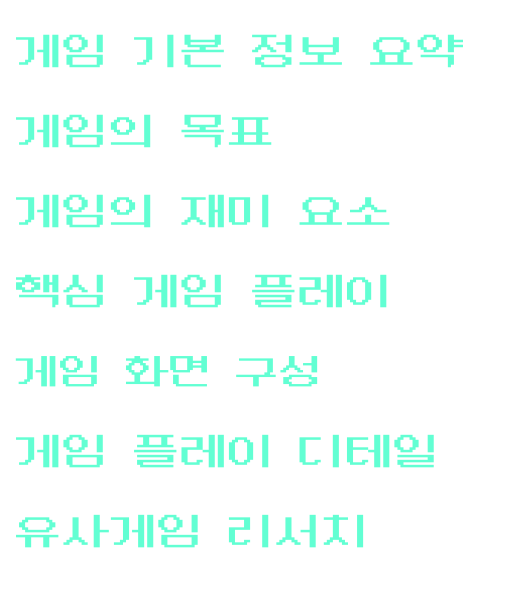 게임 기본 정보 요약
게임의 목표
게임의 재미 요소
핵심 게임 플레이
게임 화면 구성
게임 플레이 디테일
유사게임 리서치